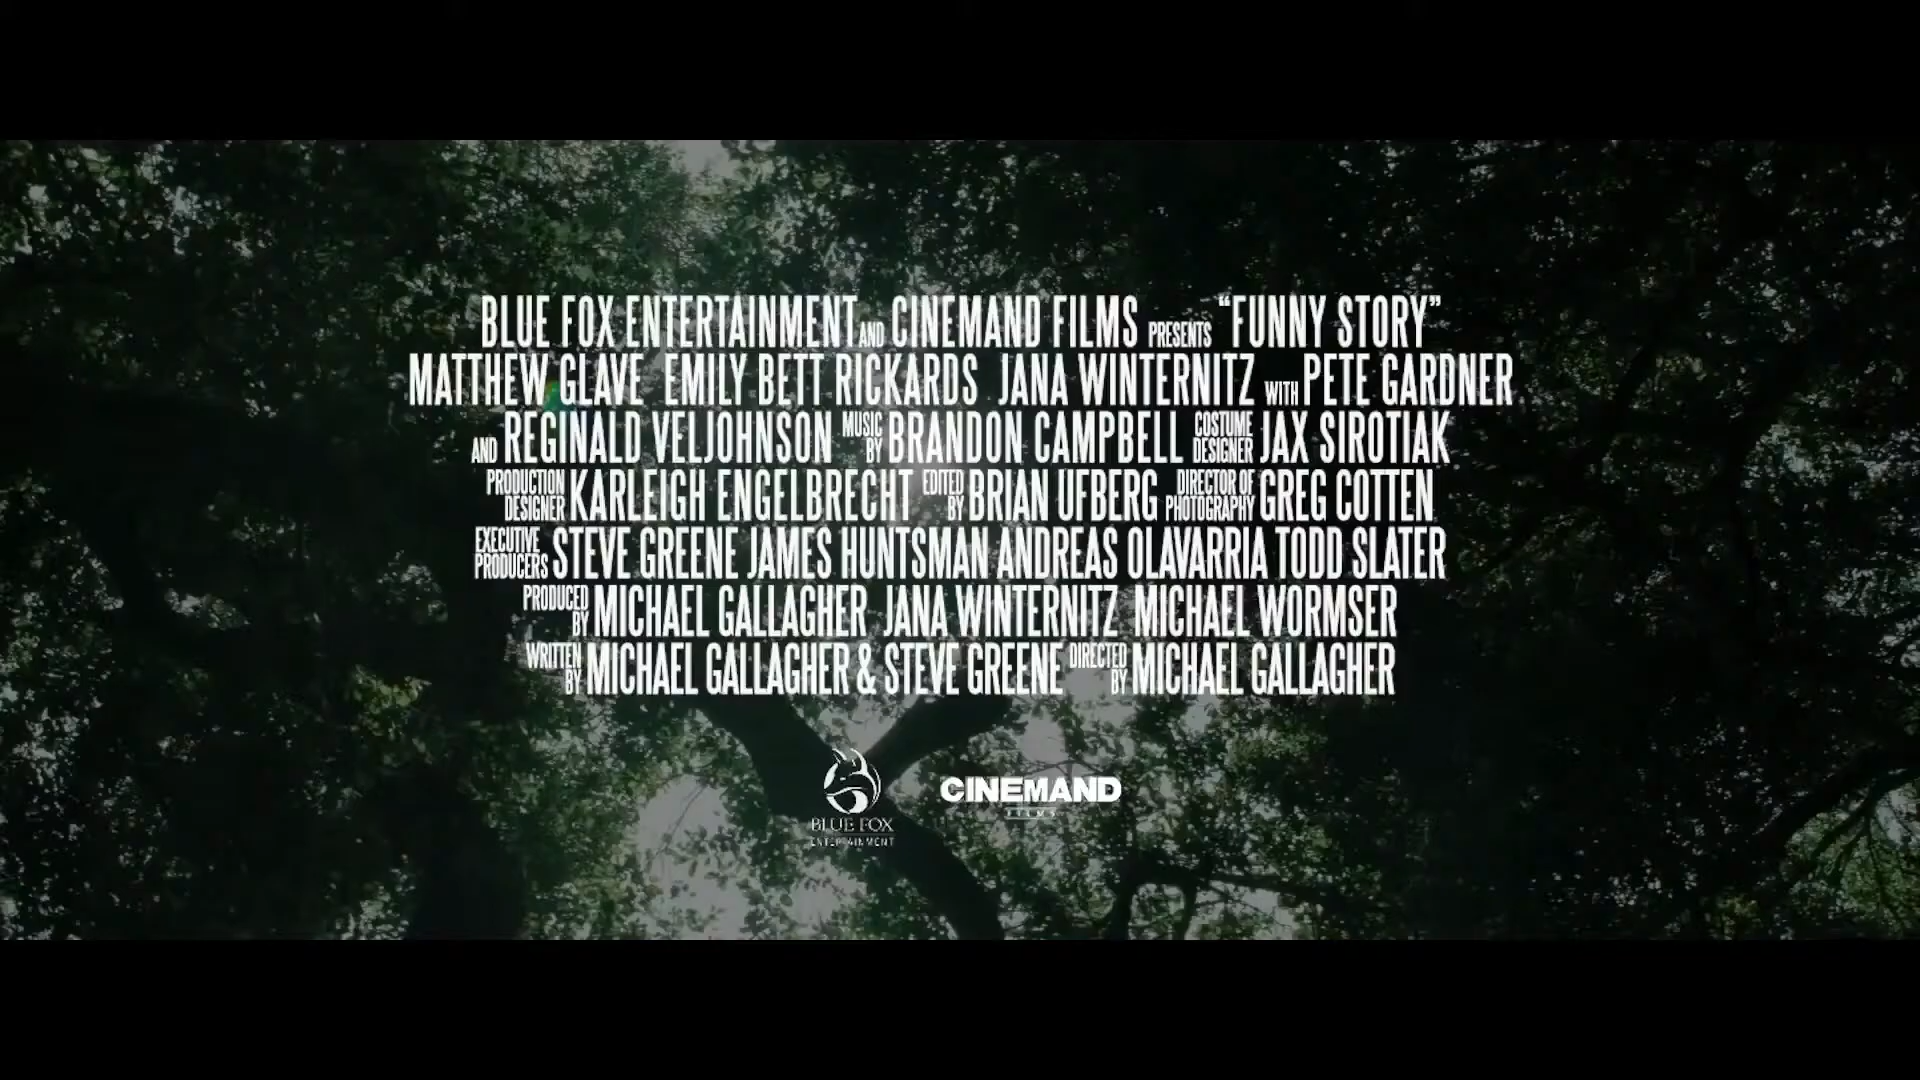 BLUE FOX ENTERTAINMENT AND CINEMAND FILMS PRESENTS “FUNNY STORY”
MATTHEW GLAVE EMILY BETT RICKARDS JANA WINTERNITZ WITH PETE GARDNER
AND REGINALD VELJOHNSON MUSIC BY BRANDON CAMPBELL COSTUME DESIGNER JAX SIROTIAK
PRODUCTION DESIGNER KARLEIGH ENGELBRECHT EDITED BY BRIAN UFBERG DIRECTOR OF PHOTOGRAPHY GREG COTTEN
EXECUTIVE PRODUCERS STEVE GREENE JAMES HUNTSMAN ANDREAS OLAVARRIA TODD SLATER
PRODUCED BY MICHAEL GALLAGHER JANA WINTERNITZ MICHAEL WORMSER
WRITTEN BY MICHAEL GALLAGHER & STEVE GREENE DIRECTED BY MICHAEL GALLAGHER
BLUE FOX
ENTERTAINMENT
CINEMAND
FILMS